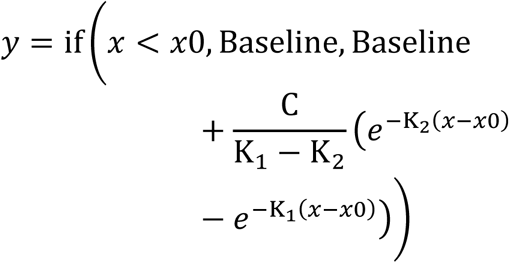 y = if(x < x0, Baseline, Baseline
+ C/(K₁ − K₂) (e^{−K₂(x−x0)}
− e^{−K₁(x−x0)}))